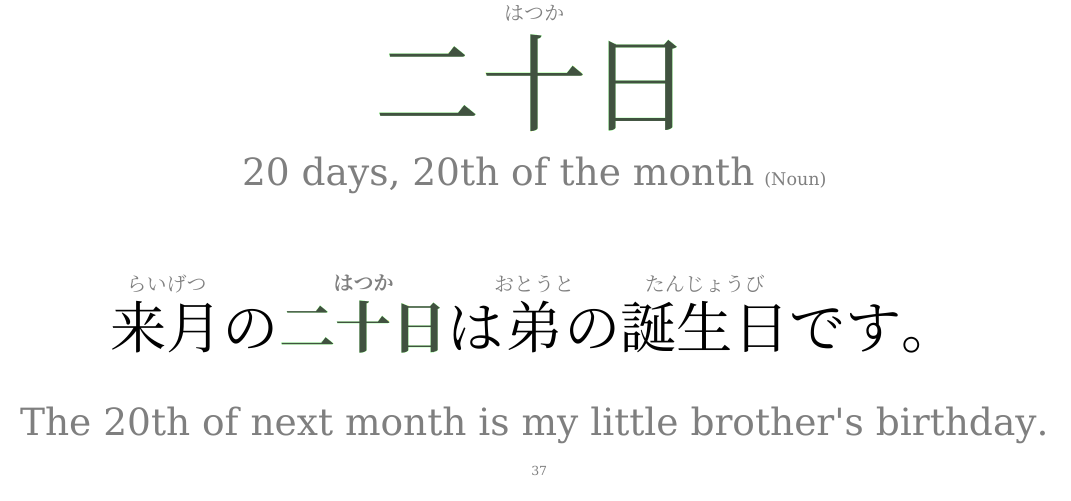 はつか
二十日
20 days, 20th of the month (Noun)
らいげつ はつか おとうと たんじょうび
来月の二十日は弟の誕生日です。
The 20th of next month is my little brother's birthday.
37